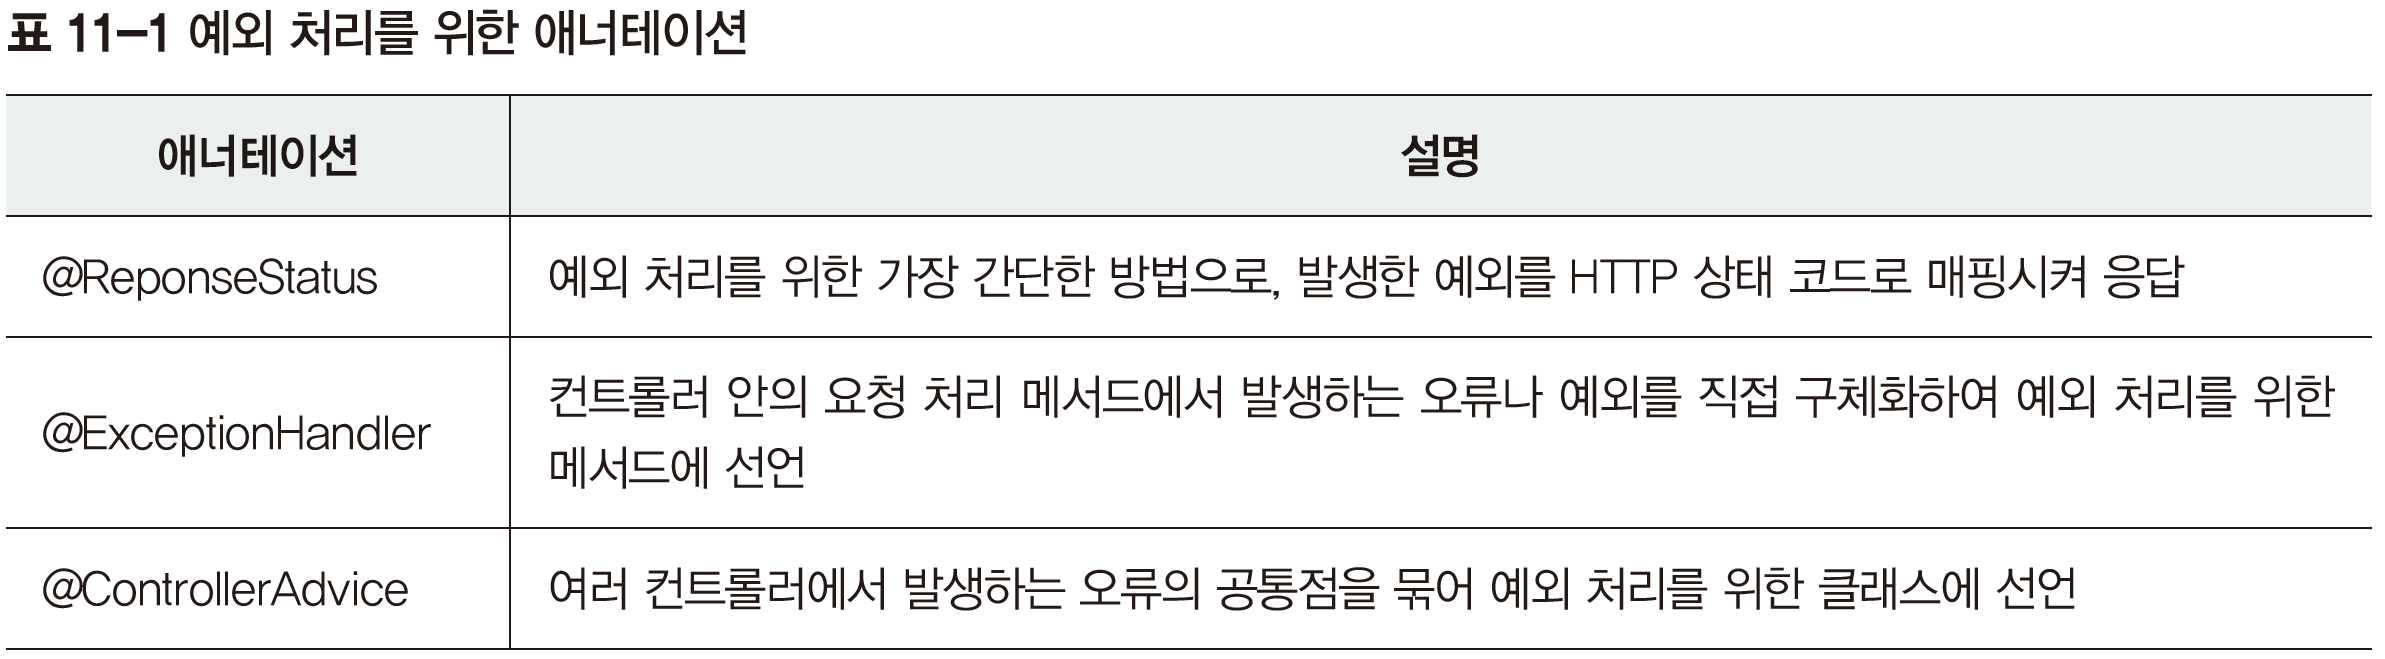 표 11-1 예외 처리를 위한 애너테이션
애너테이션 설명
@ReponseStatus 예외 처리를 위한 가장 간단한 방법으로, 발생한 예외를 HTTP 상태 코드로 매핑시켜 응답
@ExceptionHandler 컨트롤러 안의 요청 처리 메서드에서 발생하는 오류나 예외를 직접 구체화하여 예외 처리를 위한
메서드에 선언
@ControllerAdvice 여러 컨트롤러에서 발생하는 오류의 공통점을 묶어 예외 처리를 위한 클래스에 선언